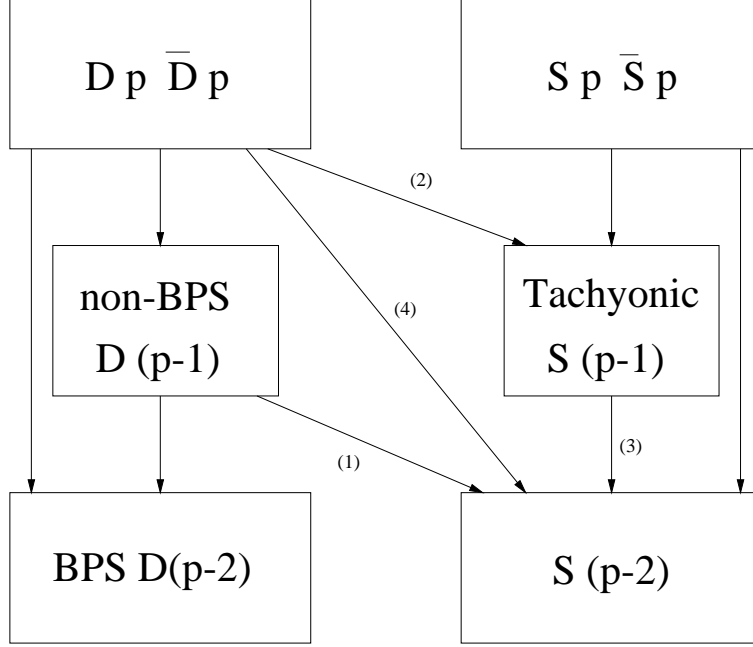 D p D̅ p
S p S̅ p
(2)
non-BPS
D (p-1)
(4)
Tachyonic
S (p-1)
(1)
(3)
BPS D(p-2)
S (p-2)